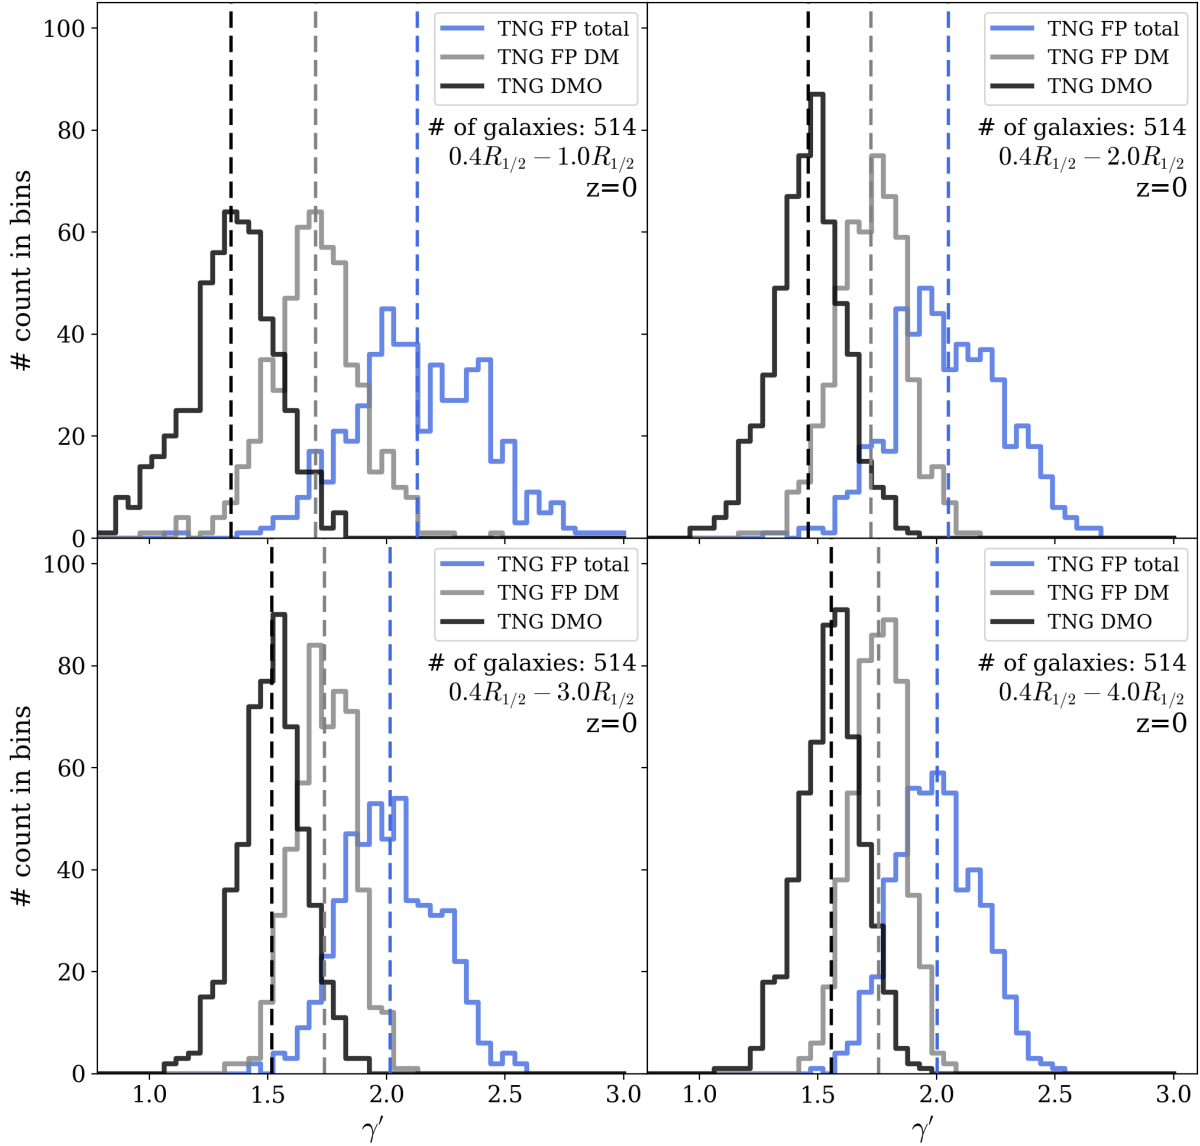 100
80
60
40
20
0
# count in bins
TNG FP total
TNG FP DM
TNG DMO
# of galaxies: 514
0.4R1/2 − 1.0R1/2
z=0
TNG FP total
TNG FP DM
TNG DMO
# of galaxies: 514
0.4R1/2 − 2.0R1/2
z=0
100
80
60
40
20
0
# count in bins
TNG FP total
TNG FP DM
TNG DMO
# of galaxies: 514
0.4R1/2 − 3.0R1/2
z=0
1.0 1.5 2.0 2.5 3.0
γ′
TNG FP total
TNG FP DM
TNG DMO
# of galaxies: 514
0.4R1/2 − 4.0R1/2
z=0
1.0 1.5 2.0 2.5 3.0
γ′